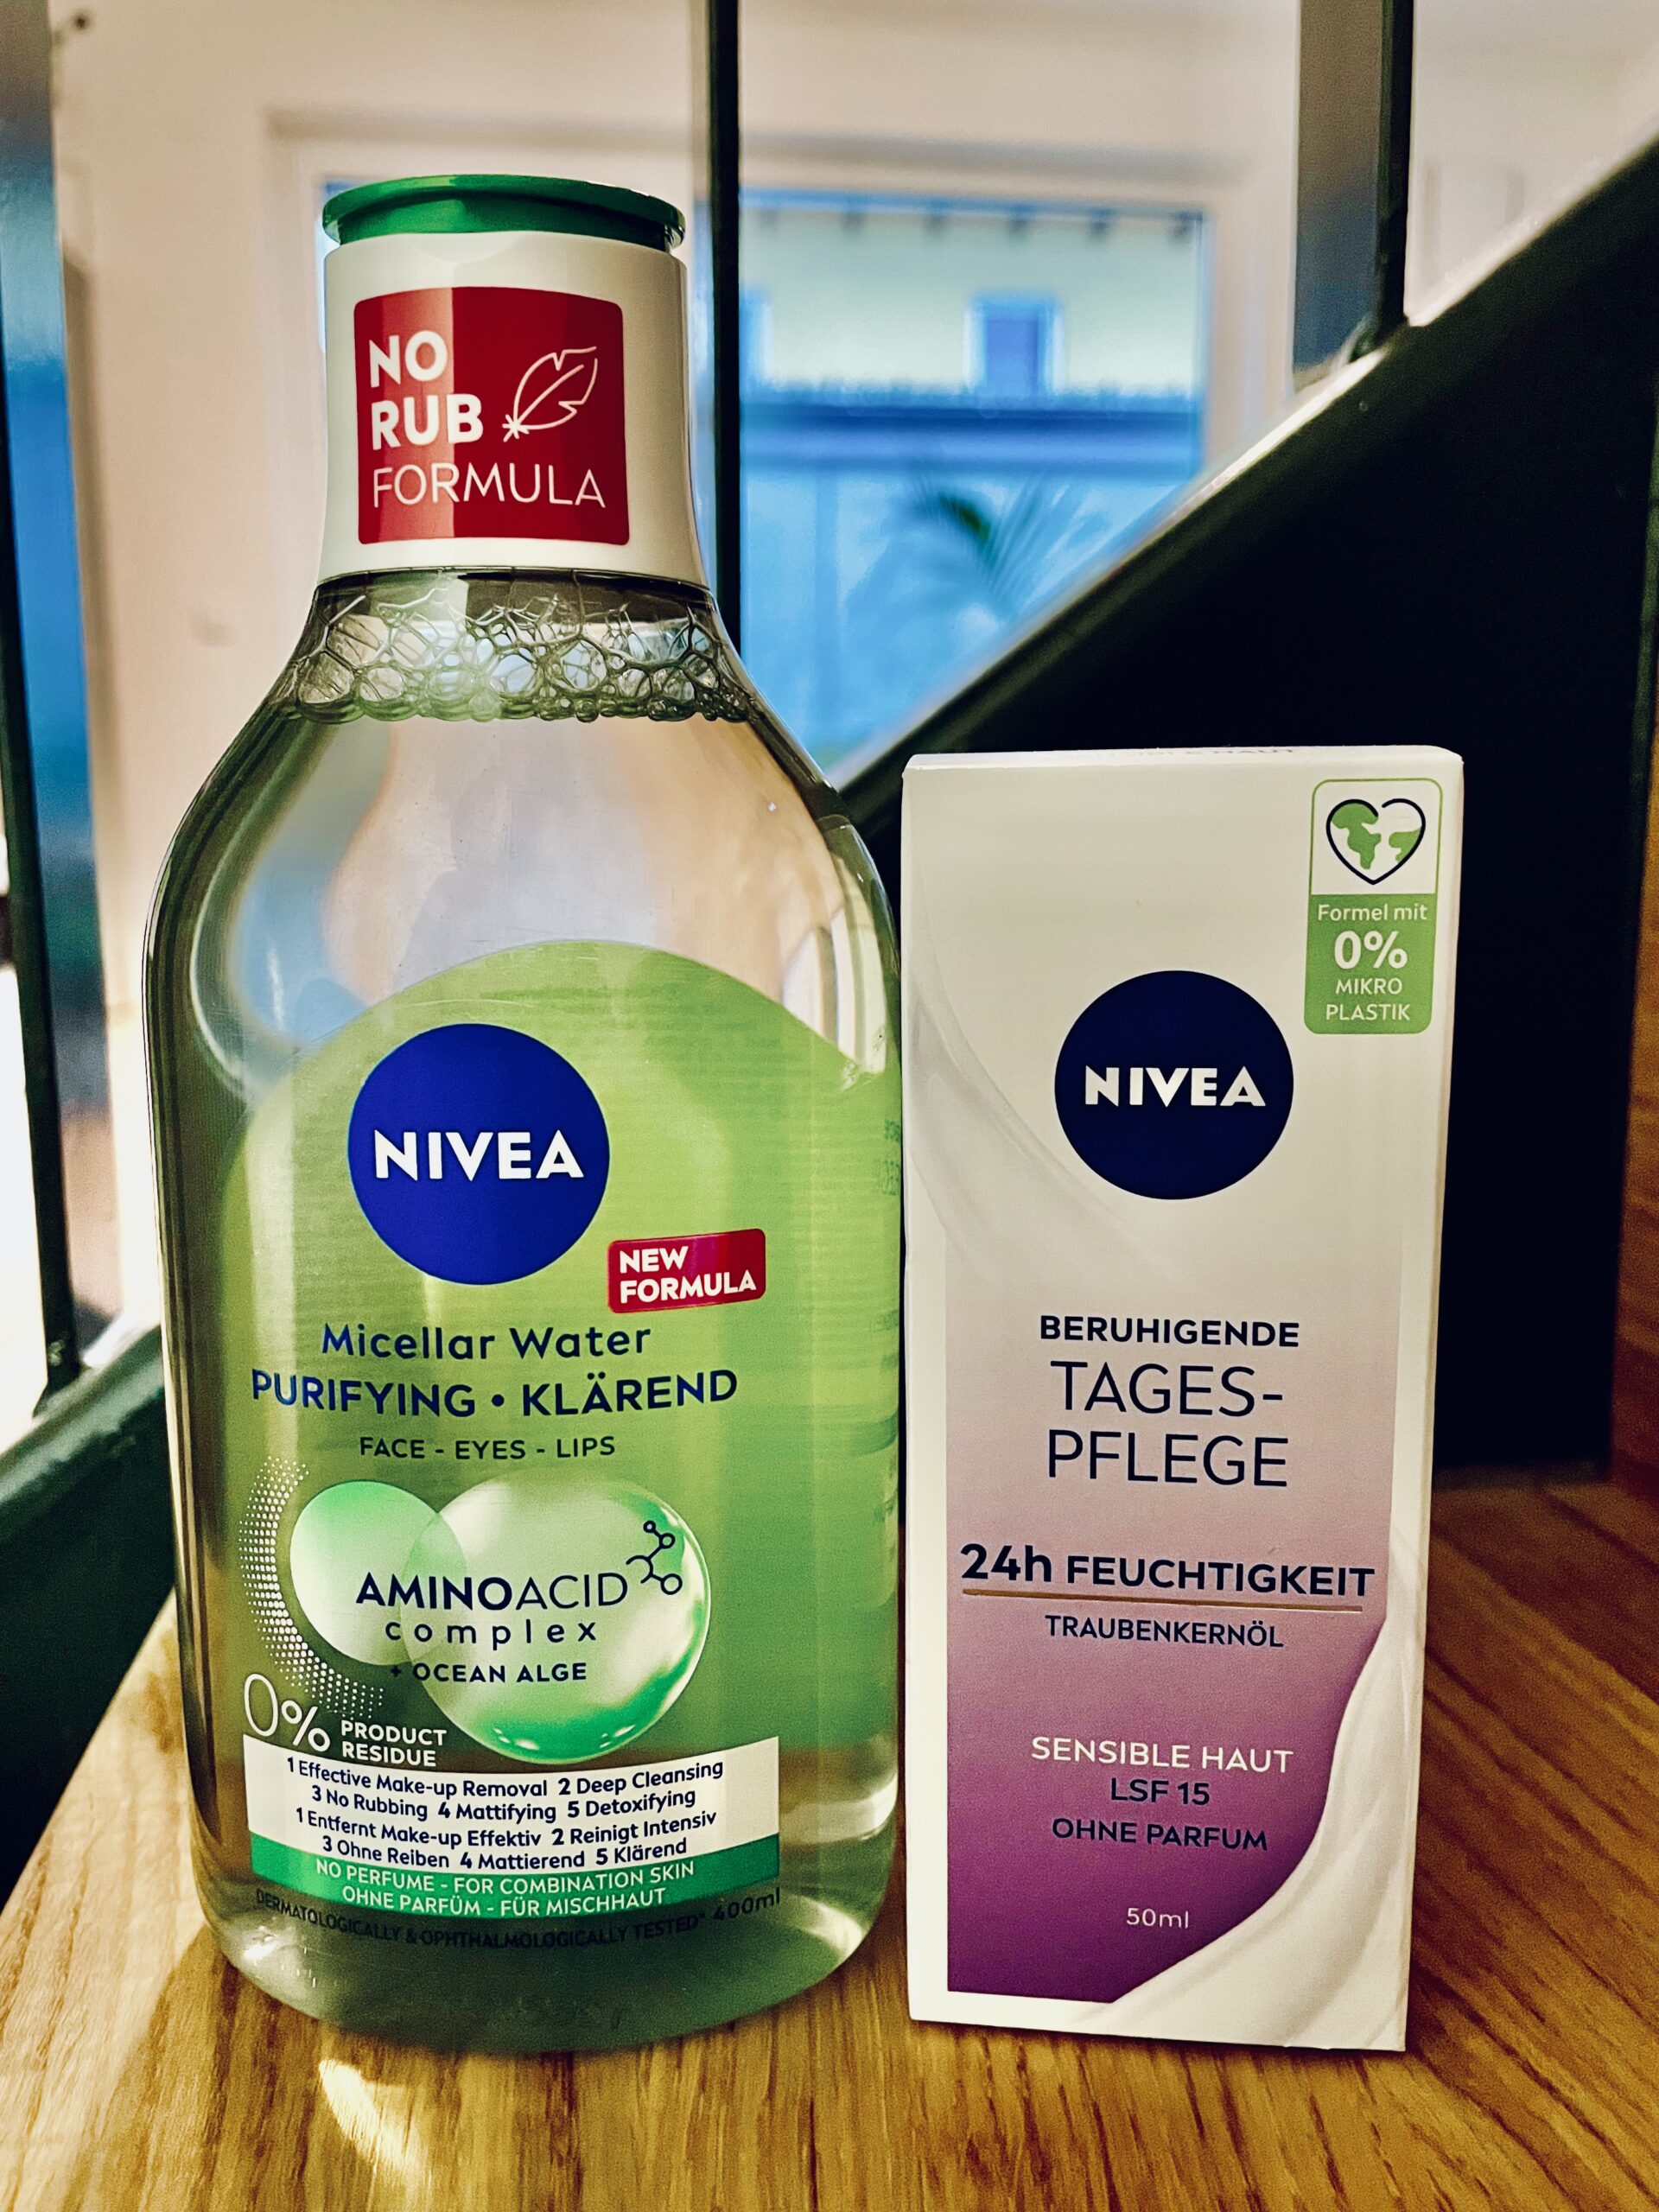 NO
RUB
FORMULA
NIVEA
NEW
FORMULA
Micellar Water
PURIFYING • KLÄREND
FACE - EYES - LIPS
AMINOACID
complex
+ OCEAN ALGE
0% PRODUCT
RESIDUE
1 Effective Make-up Removal 2 Deep Cleansing
3 No Rubbing 4 Mattifying 5 Detoxifying
1 Entfernt Make-up Effektiv 2 Reinigt Intensiv
3 Ohne Reiben 4 Mattierend 5 Klärend
NO PERFUME - FOR COMBINATION SKIN
OHNE PARFÜM - FÜR MISCHHAUT
DERMATOLOGICALLY & OPHTHALMOLOGICALLY TESTED* 400ml
Formel mit
0%
MIKRO
PLASTIK
NIVEA
BERUHIGENDE
TAGES-
PFLEGE
24h FEUCHTIGKEIT
TRAUBENKERNÖL
SENSIBLE HAUT
LSF 15
OHNE PARFUM
50ml